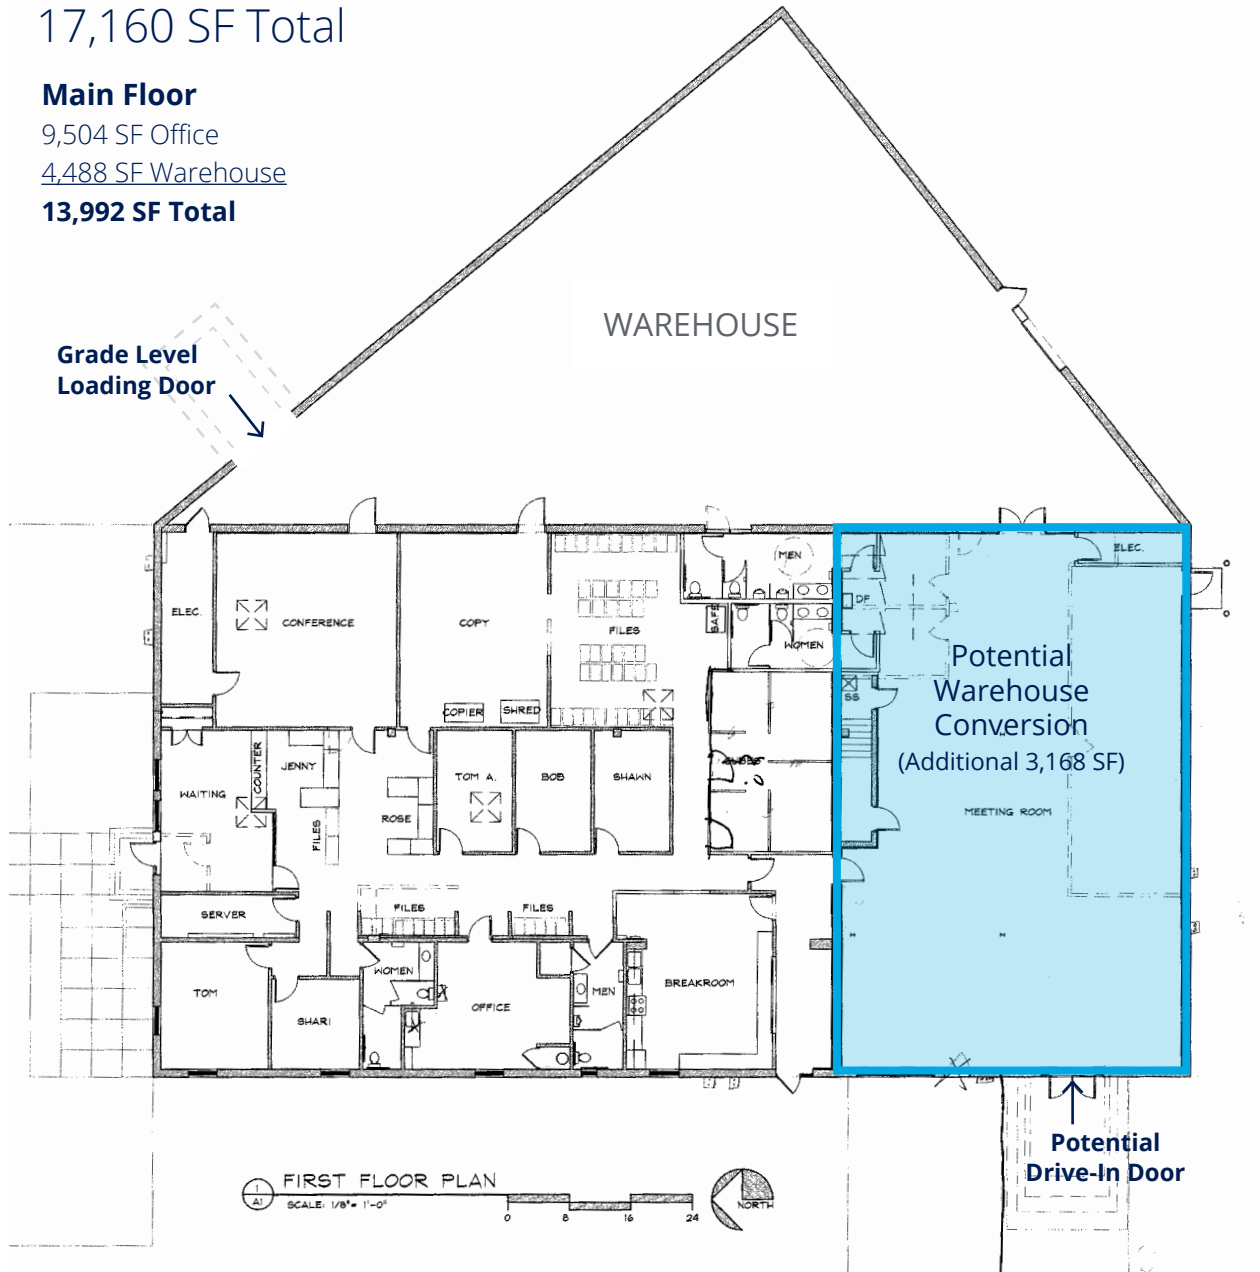 17,160 SF Total
Main Floor
9,504 SF Office
4,488 SF Warehouse
13,992 SF Total
WAREHOUSE
Grade Level
Loading Door
MEN
ELEC.
ELEC.
CONFERENCE
COPY
FILES
SAFE
DF
WOMEN
Potential
Warehouse
Conversion
(Additional 3,168 SF)
SS
COPIER
SHRED
COUNTER
JENNY
TOM A.
BOB
SHAWN
WAITING
FILES
ROSE
MEETING ROOM
SERVER
FILES
FILES
WOMEN
TOM
SHARI
OFFICE
MEN
BREAKROOM
Potential
Drive-In Door
1
A1
FIRST FLOOR PLAN
SCALE: 1/8" = 1'-0"
0 8 16 24
NORTH